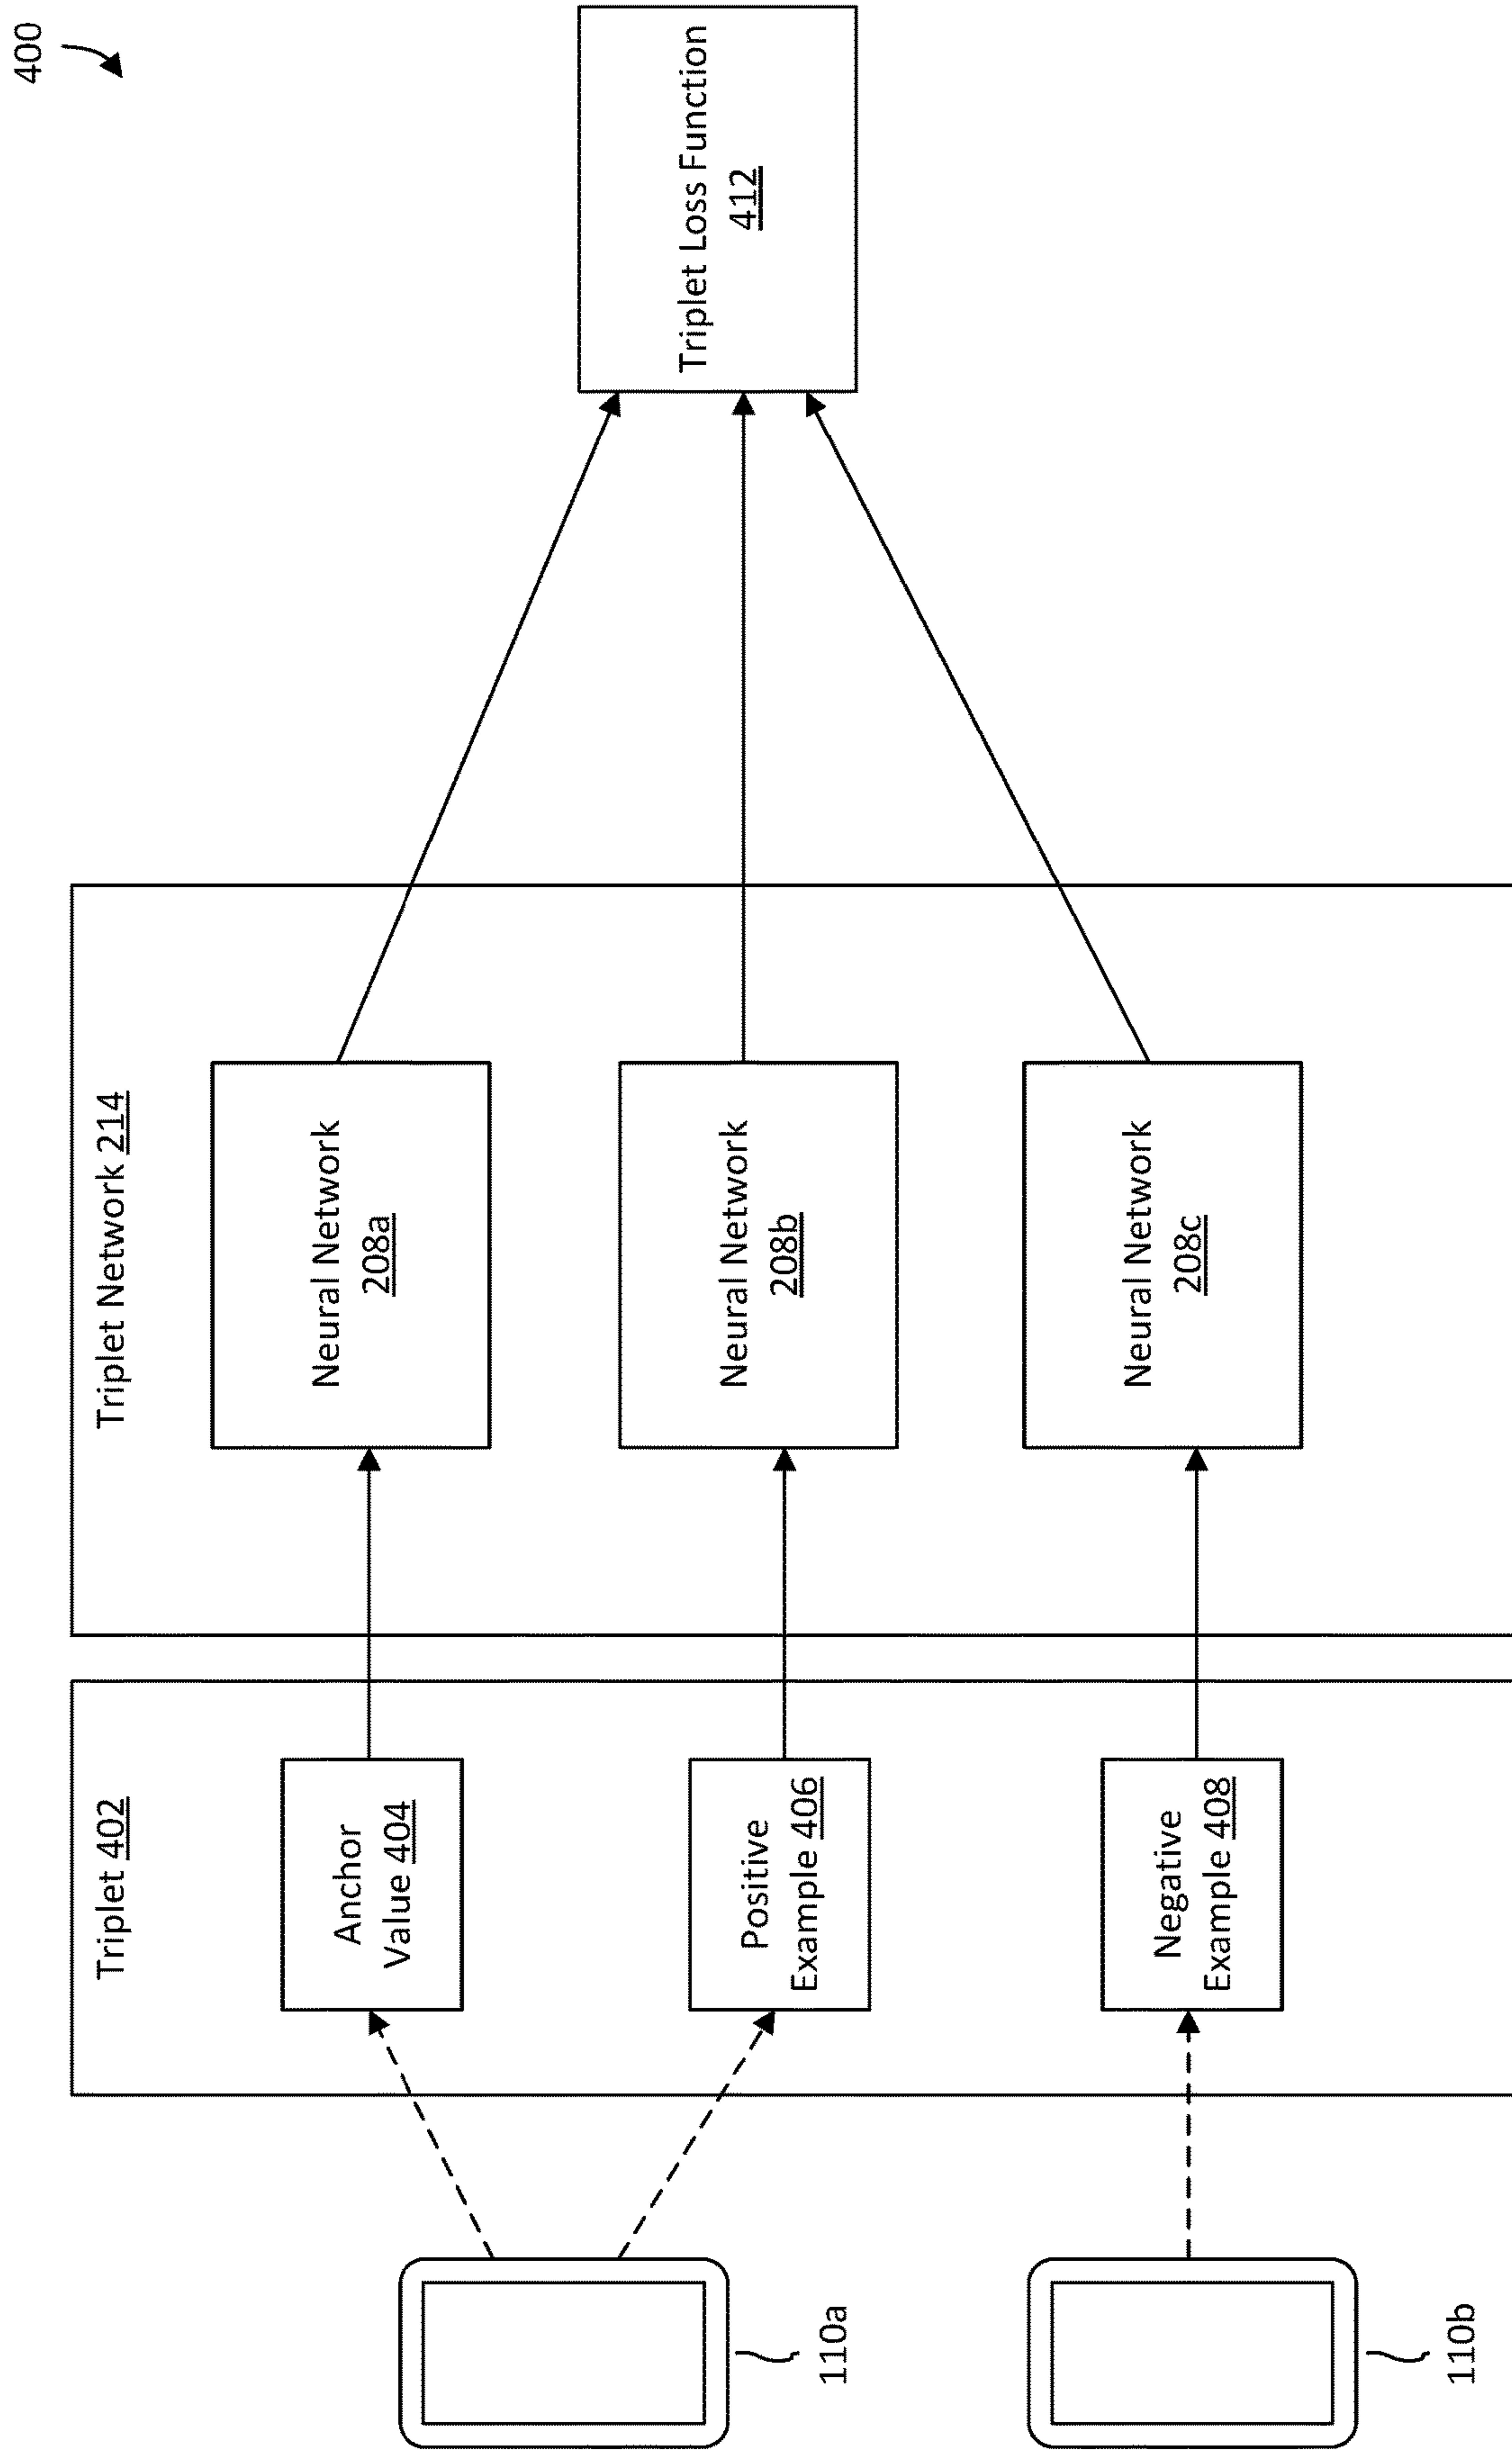 400
Triplet 402
Triplet Network 214
Anchor
Value 404
Neural Network
208a
110a
Positive
Example 406
Neural Network
208b
Triplet Loss Function
412
Negative
Example 408
Neural Network
208c
110b